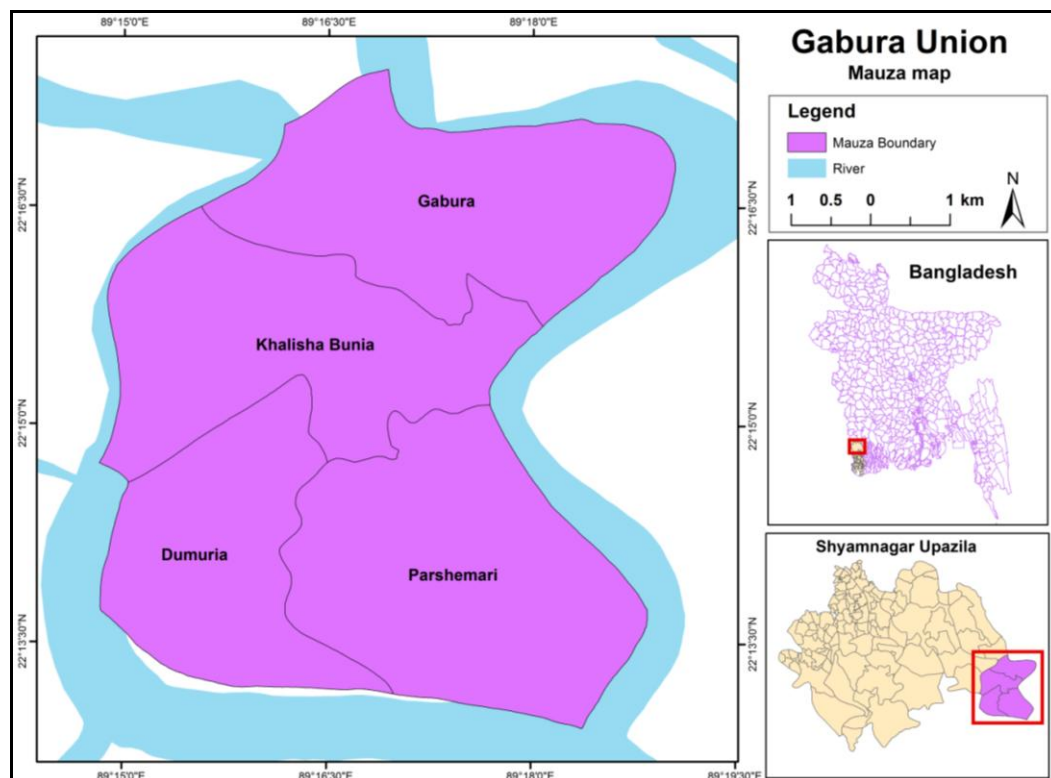 89°15'0"E 89°16'30"E 89°18'0"E
22°16'30"N
22°15'0"N
22°13'30"N
Gabura
Khalisha Bunia
Dumuria
Parshemari
22°16'30"N
22°15'0"N
22°13'30"N
89°15'0"E 89°16'30"E 89°18'0"E 89°19'30"E
Gabura Union
Mauza map
Legend
Mauza Boundary
River
1 0.5 0 1 km
N
Bangladesh
Shyamnagar Upazila